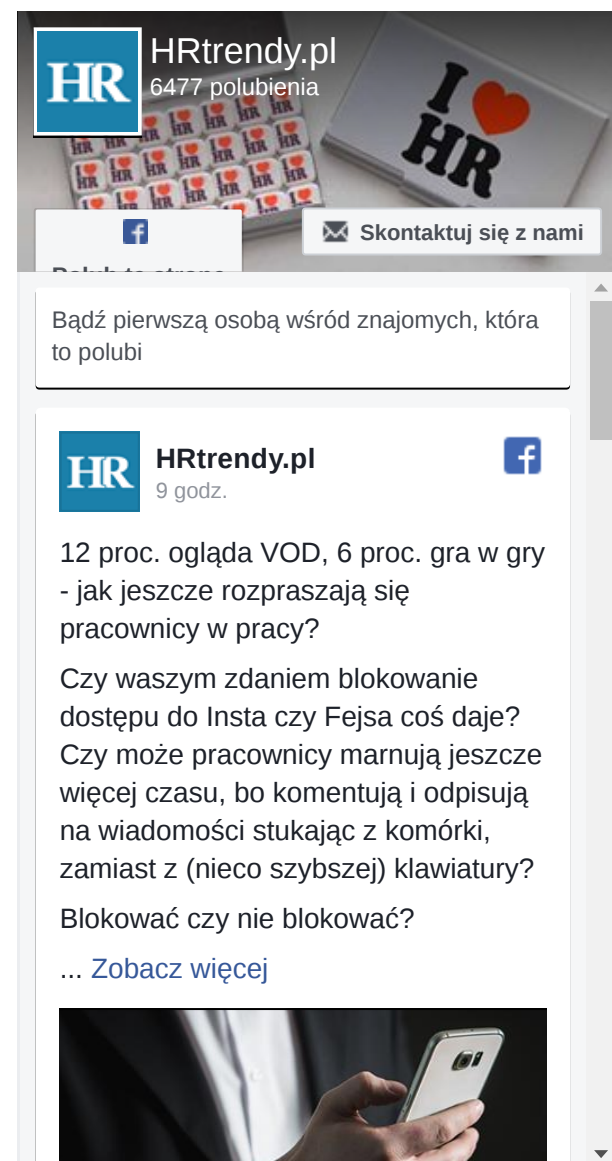 HR
HRtrendy.pl
6477 polubienia
I
HR
Skontaktuj się z nami
Polub tę stronę
Bądź pierwszą osobą wśród znajomych, która
to polubi
HR
HRtrendy.pl
9 godz.
12 proc. ogląda VOD, 6 proc. gra w gry
- jak jeszcze rozpraszają się
pracownicy w pracy?
Czy waszym zdaniem blokowanie
dostępu do Insta czy Fejsa coś daje?
Czy może pracownicy marnują jeszcze
więcej czasu, bo komentują i odpisują
na wiadomości stukając z komórki,
zamiast z (nieco szybszej) klawiatury?
Blokować czy nie blokować?
... Zobacz więcej